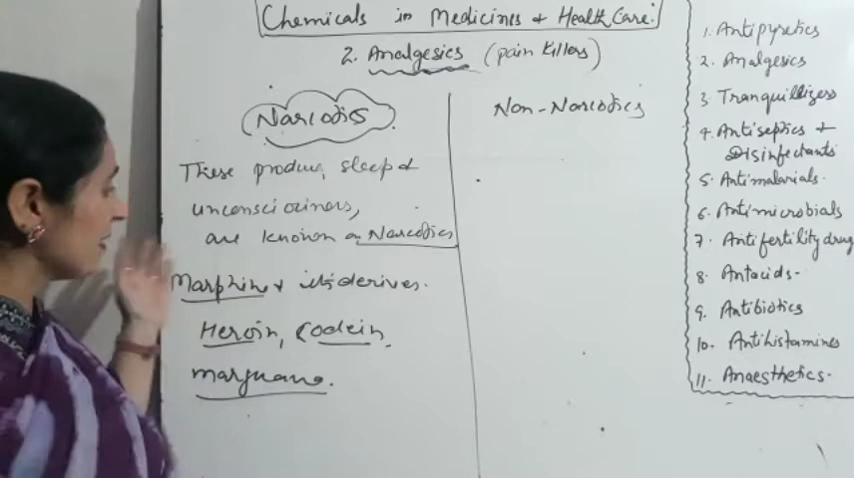 Chemicals in Medicines & Health Care:
2. Analgesics (pain killers)
Narcotics
These produce sleep &
unconsciousness,
are known as Narcotics
Marphin & its derives.
Heroin, Codein,
marjuana.
Non-Narcotics
1. Antipyretics
2. Analgesics
3. Tranquillizers
4. Antiseptics &
Disinfectants
5. Antimalarials.
6. Antimicrobials
7. Antifertility drug
8. Antacids-
9. Antibiotics
10. Antihistamines
11. Anaesthetics-